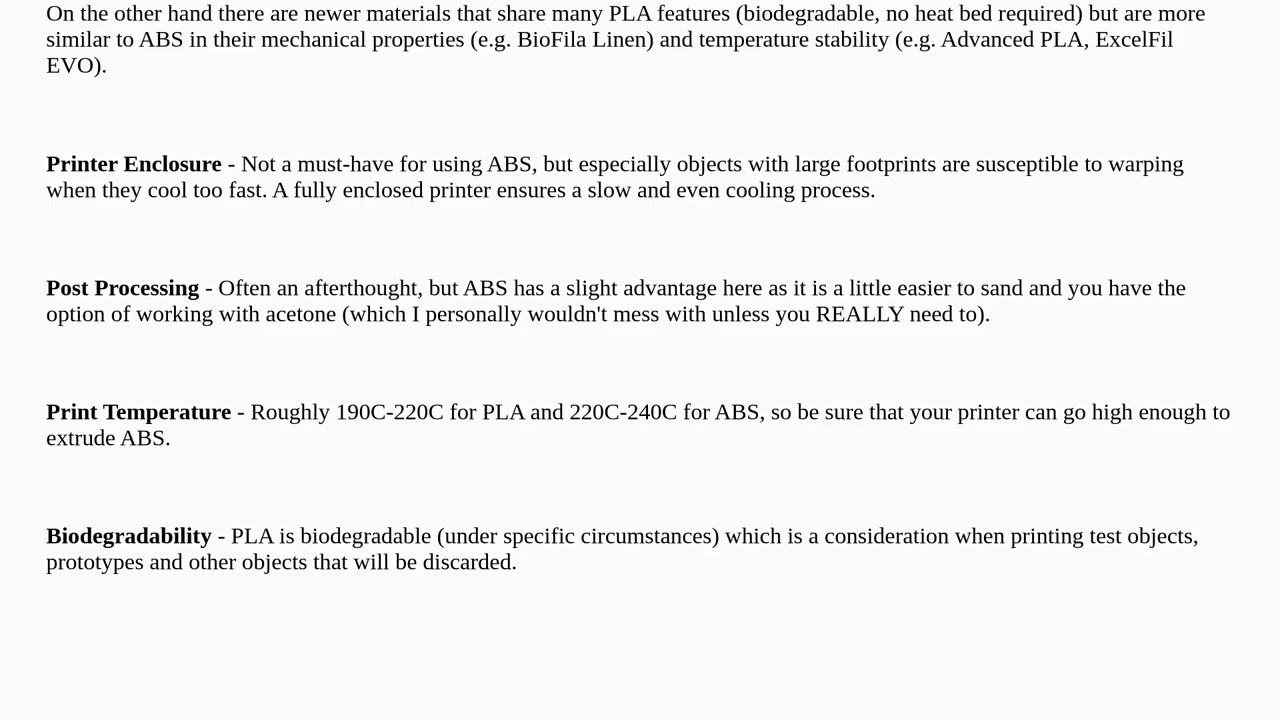 On the other hand there are newer materials that share many PLA features (biodegradable, no heat bed required) but are more
similar to ABS in their mechanical properties (e.g. BioFila Linen) and temperature stability (e.g. Advanced PLA, ExcelFil
EVO).
Printer Enclosure - Not a must-have for using ABS, but especially objects with large footprints are susceptible to warping
when they cool too fast. A fully enclosed printer ensures a slow and even cooling process.
Post Processing - Often an afterthought, but ABS has a slight advantage here as it is a little easier to sand and you have the
option of working with acetone (which I personally wouldn't mess with unless you REALLY need to).
Print Temperature - Roughly 190C-220C for PLA and 220C-240C for ABS, so be sure that your printer can go high enough to
extrude ABS.
Biodegradability - PLA is biodegradable (under specific circumstances) which is a consideration when printing test objects,
prototypes and other objects that will be discarded.